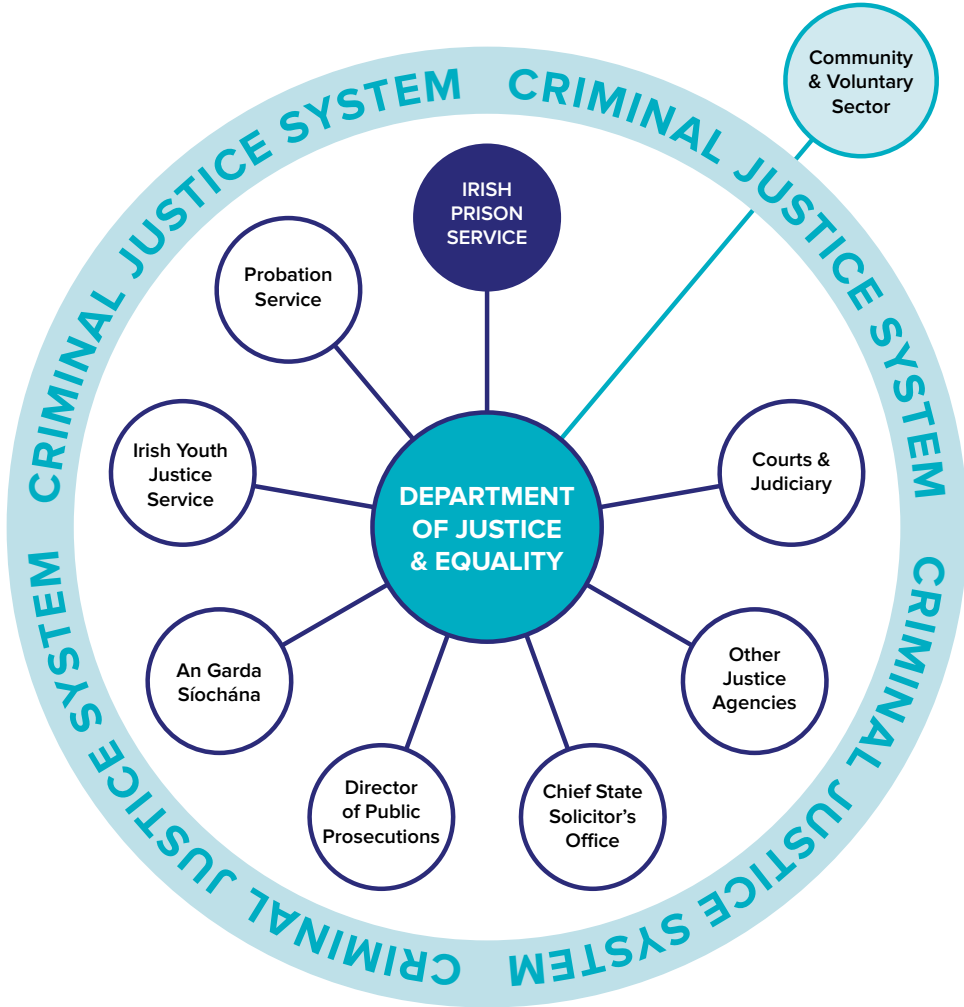 CRIMINAL JUSTICE SYSTEM
CRIMINAL JUSTICE SYSTEM
CRIMINAL JUSTICE SYSTEM
CRIMINAL JUSTICE SYSTEM
Community
& Voluntary
Sector
IRISH
PRISON
SERVICE
Probation
Service
Irish Youth
Justice
Service
Courts &
Judiciary
DEPARTMENT
OF JUSTICE
& EQUALITY
An Garda
Síochána
Other
Justice
Agencies
Director
of Public
Prosecutions
Chief State
Solicitor's
Office